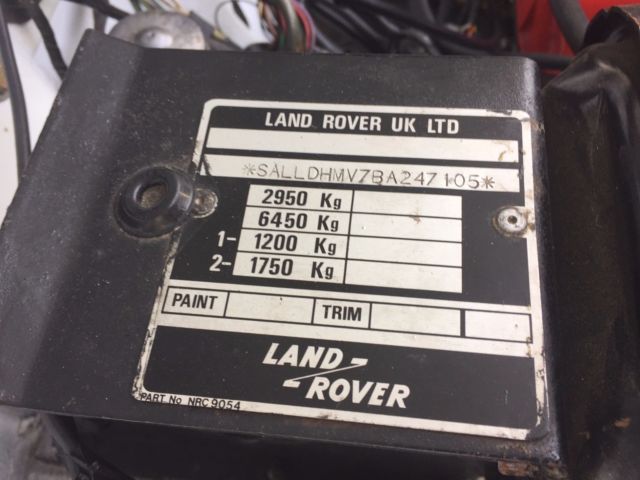 LAND ROVER UK LTD
*SALLDHMV7BA247105*
2950 Kg
6450 Kg
1- 1200 Kg
2- 1750 Kg
PAINT TRIM
LAND-
-ROVER
PART No NRC9054